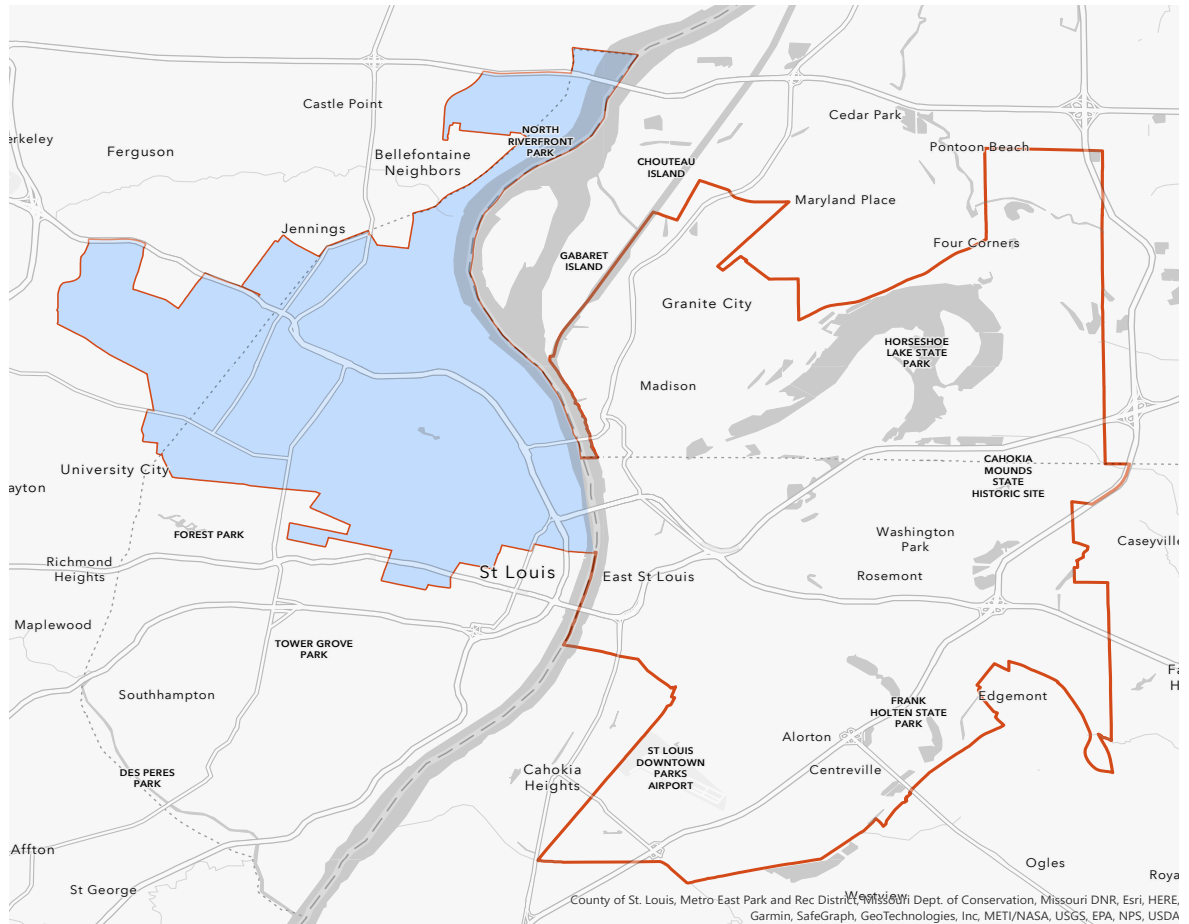 Castle Point
Cedar Park
erkeley
Ferguson
NORTH
RIVERFRONT
PARK
Pontoon Beach
Bellefontaine
Neighbors
CHOUTEAU
ISLAND
Maryland Place
Jennings
Four Corners
GABARET
ISLAND
Granite City
HORSESHOE
LAKE STATE
PARK
Madison
University City
CAHOKIA
MOUNDS
STATE
HISTORIC SITE
ayton
FOREST PARK
Washington
Park
Caseyville
Richmond
Heights
St Louis
East St Louis
Rosemont
Maplewood
TOWER GROVE
PARK
Fa
H
Southhampton
Edgemont
FRANK
HOLTEN STATE
PARK
Alorton
ST LOUIS
DOWNTOWN
PARKS
AIRPORT
DES PERES
PARK
Cahokia
Heights
Centreville
Affton
Ogles
St George
Roya
Westview
County of St. Louis, Metro East Park and Rec District, Missouri Dept. of Conservation, Missouri DNR, Esri, HERE,
Garmin, SafeGraph, GeoTechnologies, Inc, METI/NASA, USGS, EPA, NPS, USDA